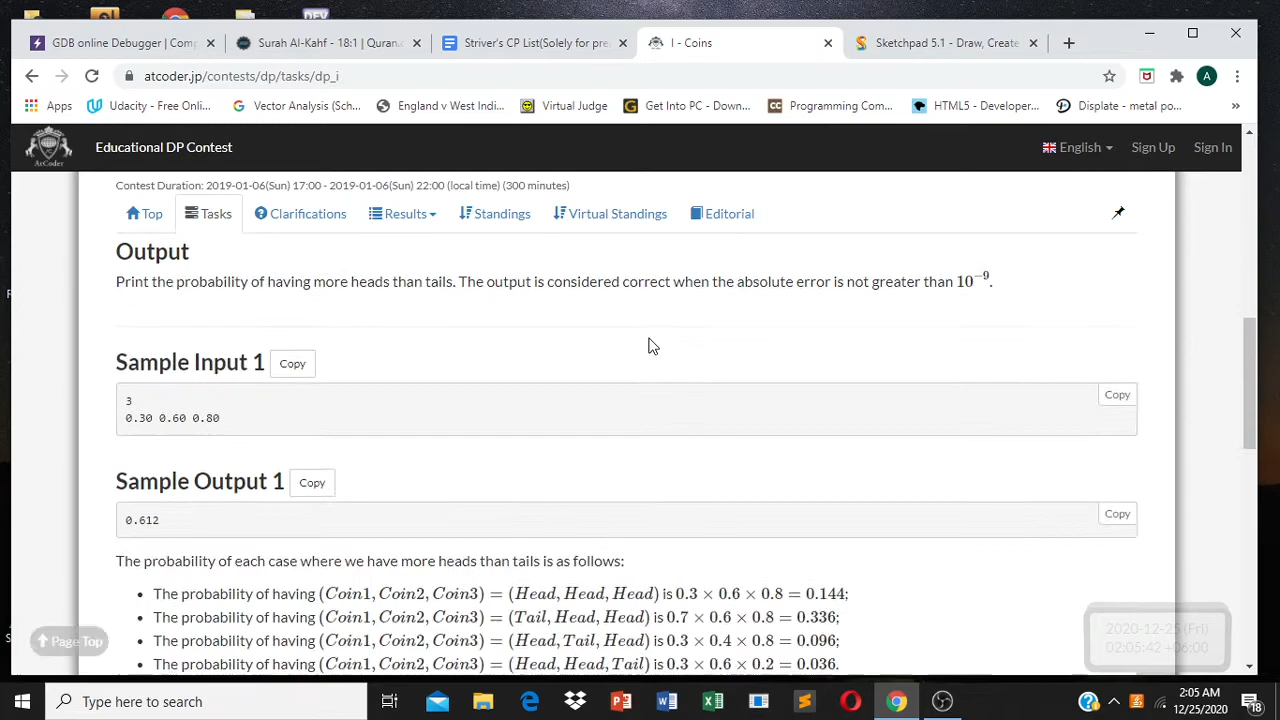 DEV
GDB online Debugger | Com
Surah Al-Kahf - 18:1 | Quran.c
Striver's CP List(Solely for pre
I - Coins
Sketchpad 5.1 - Draw, Create
atcoder.jp/contests/dp/tasks/dp_i
A
Apps
Udacity - Free Onli...
Vector Analysis (Sch...
England v West Indi...
Virtual Judge
Get Into PC - Down...
Programming Com...
HTML5 - Developer...
Displate - metal po...
»
AtCoder
Educational DP Contest
English
Sign Up
Sign In
Contest Duration: 2019-01-06(Sun) 17:00 - 2019-01-06(Sun) 22:00 (local time) (300 minutes)
Top
Tasks
Clarifications
Results
Standings
Virtual Standings
Editorial
Output
Print the probability of having more heads than tails. The output is considered correct when the absolute error is not greater than 10⁻⁹.
Sample Input 1
Copy
Copy
3
0.30 0.60 0.80
Sample Output 1
Copy
Copy
0.612
The probability of each case where we have more heads than tails is as follows:
• The probability of having (Coin1, Coin2, Coin3) = (Head, Head, Head) is 0.3 × 0.6 × 0.8 = 0.144;
• The probability of having (Coin1, Coin2, Coin3) = (Tail, Head, Head) is 0.7 × 0.6 × 0.8 = 0.336;
• The probability of having (Coin1, Coin2, Coin3) = (Head, Tail, Head) is 0.3 × 0.4 × 0.8 = 0.096;
• The probability of having (Coin1, Coin2, Coin3) = (Head, Head, Tail) is 0.3 × 0.6 × 0.2 = 0.036.
Page Top
2020-12-25 (Fri)
02:05:42 +06:00
Type here to search
2:05 AM
12/25/2020
18